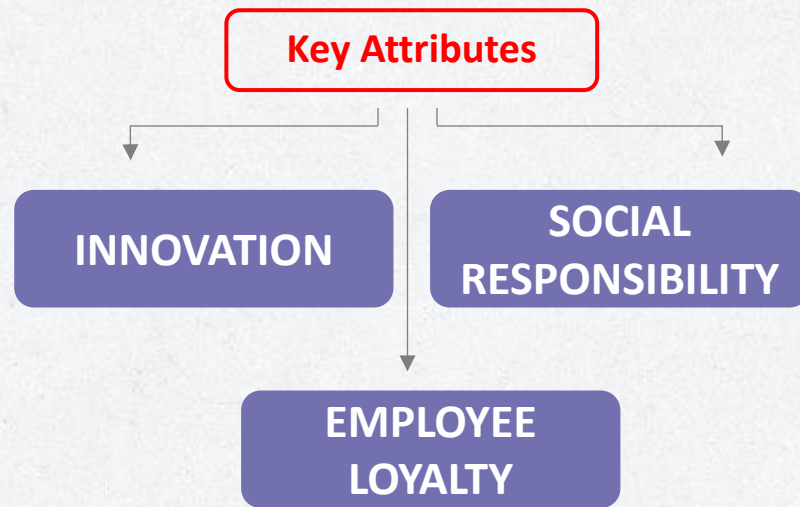 Key Attributes
INNOVATION
SOCIAL
RESPONSIBILITY
EMPLOYEE
LOYALTY